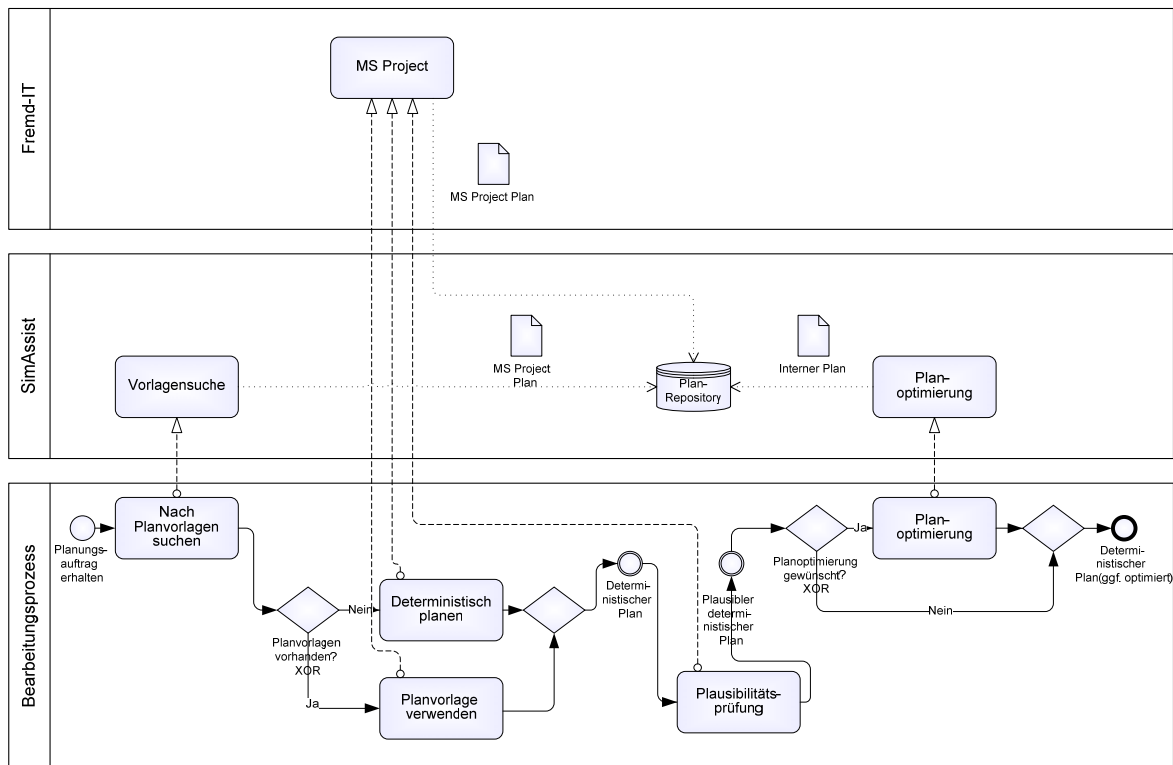 Fremd-IT
MS Project
MS Project Plan
SimAssist
Vorlagensuche
MS Project
Plan
Plan-
Repository
Interner Plan
Plan-
optimierung
Bearbeitungsprozess
Planungs-
auftrag
erhalten
Nach
Planvorlagen
suchen
Planvorlagen
vorhanden?
XOR
Nein
Ja
Deterministisch
planen
Planvorlage
verwenden
Determi-
nistischer
Plan
Plausibilitäts-
prüfung
Plausibler
determi-
nistischer
Plan
Planoptimierung
gewünscht?
XOR
Ja
Nein
Plan-
optimierung
Determi-
nistischer
Plan(ggf. optimiert)